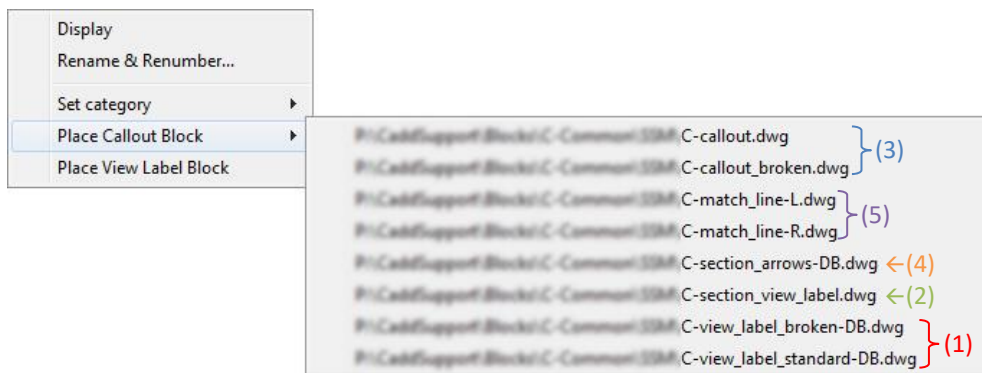 Display
Rename & Renumber...
Set category
Place Callout Block
Place View Label Block
C-callout.dwg
C-callout_broken.dwg
(3)
C-match_line-L.dwg
C-match_line-R.dwg
(5)
C-section_arrows-DB.dwg ←(4)
C-section_view_label.dwg ←(2)
C-view_label_broken-DB.dwg
C-view_label_standard-DB.dwg
(1)